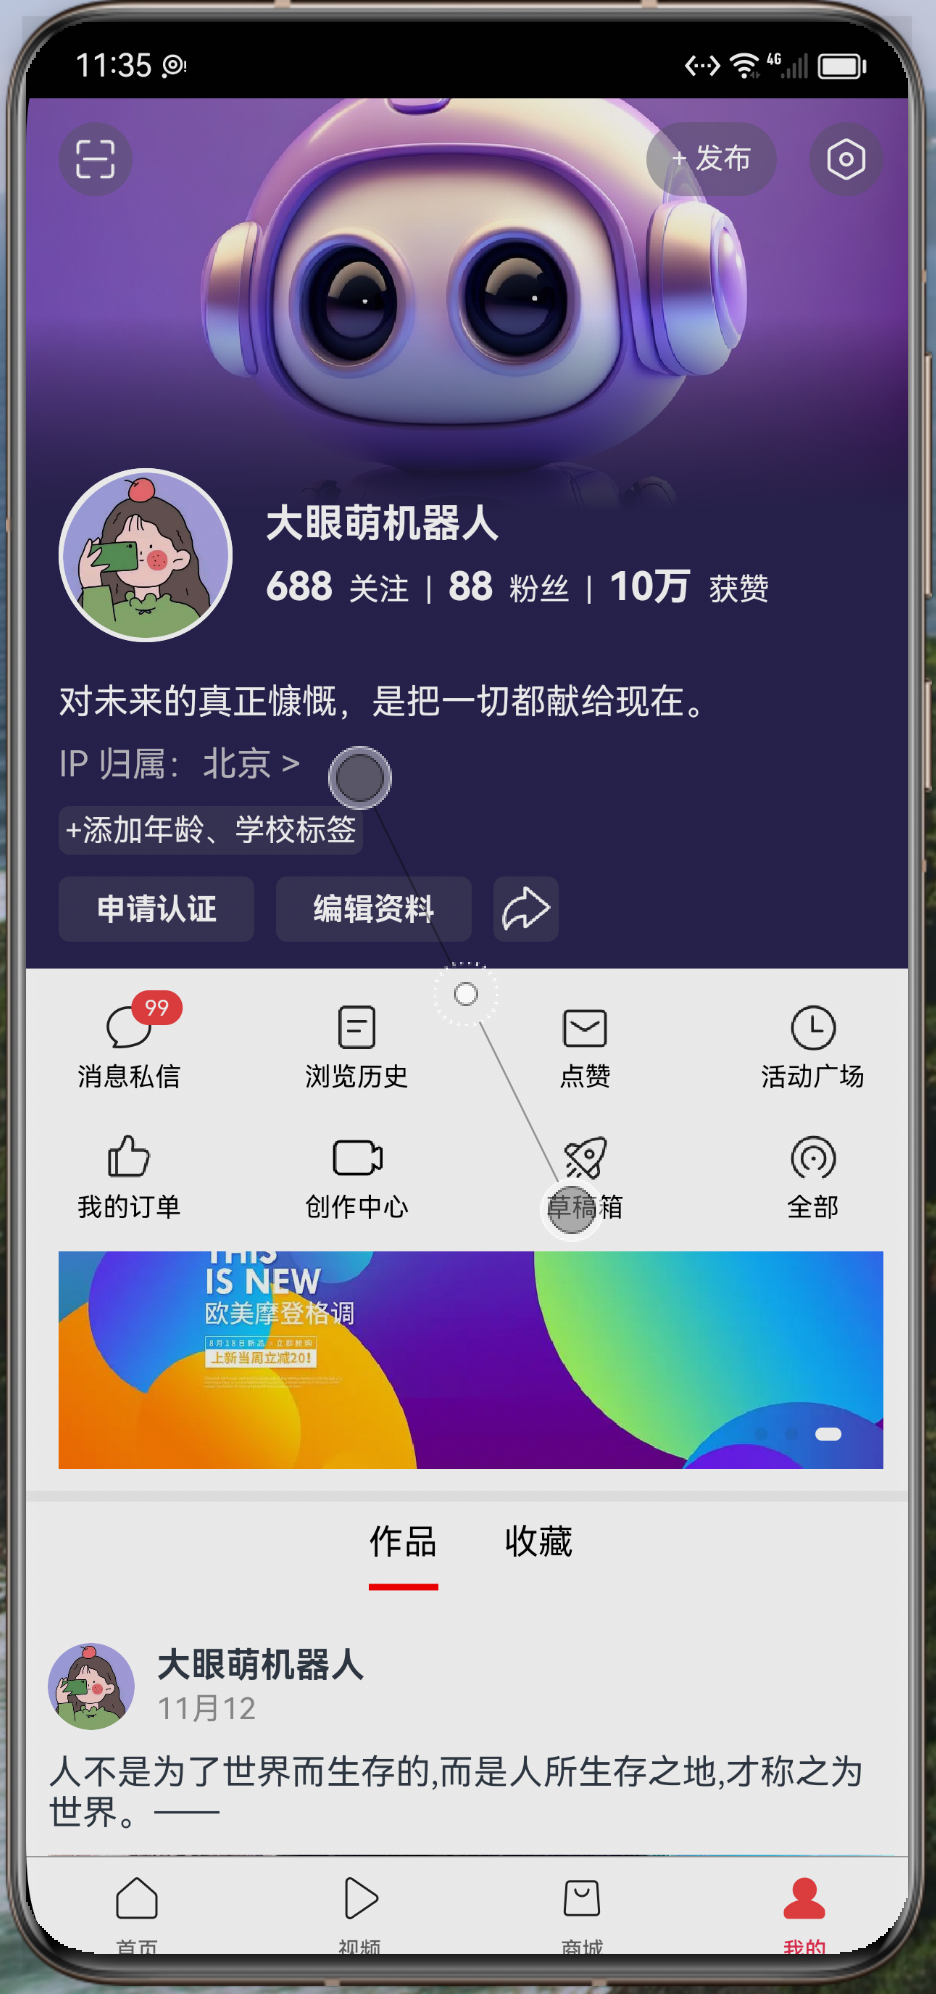 11:35
4G
+ 发布
大眼萌机器人
688 关注 | 88 粉丝 | 10万 获赞
对未来的真正慷慨，是把一切都献给现在。
IP 归属：北京 >
+添加年龄、学校标签
申请认证 编辑资料
99
消息私信 浏览历史 点赞 活动广场
我的订单 创作中心 草稿箱 全部
THIS
IS NEW
欧美摩登格调
上新当周立减20!
作品 收藏
大眼萌机器人
11月12
人不是为了世界而生存的,而是人所生存之地,才称之为
世界。——
首页 视频 商城 我的